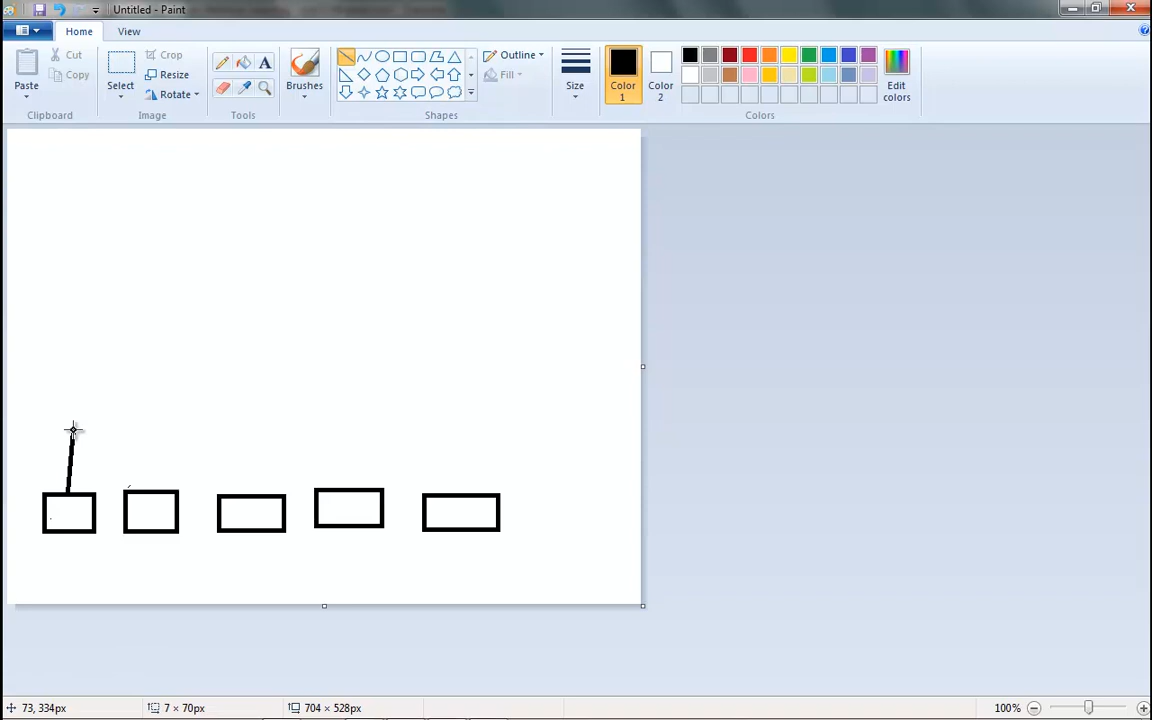 Untitled - Paint
Home View
Paste
Cut
Copy
Clipboard
Select
Crop
Resize
Rotate
Image
A
Tools
Brushes
Outline
Fill
Shapes
Size
Color
1
Color
2
Edit
colors
Colors
73, 334px
7 × 70px
704 × 528px
100%